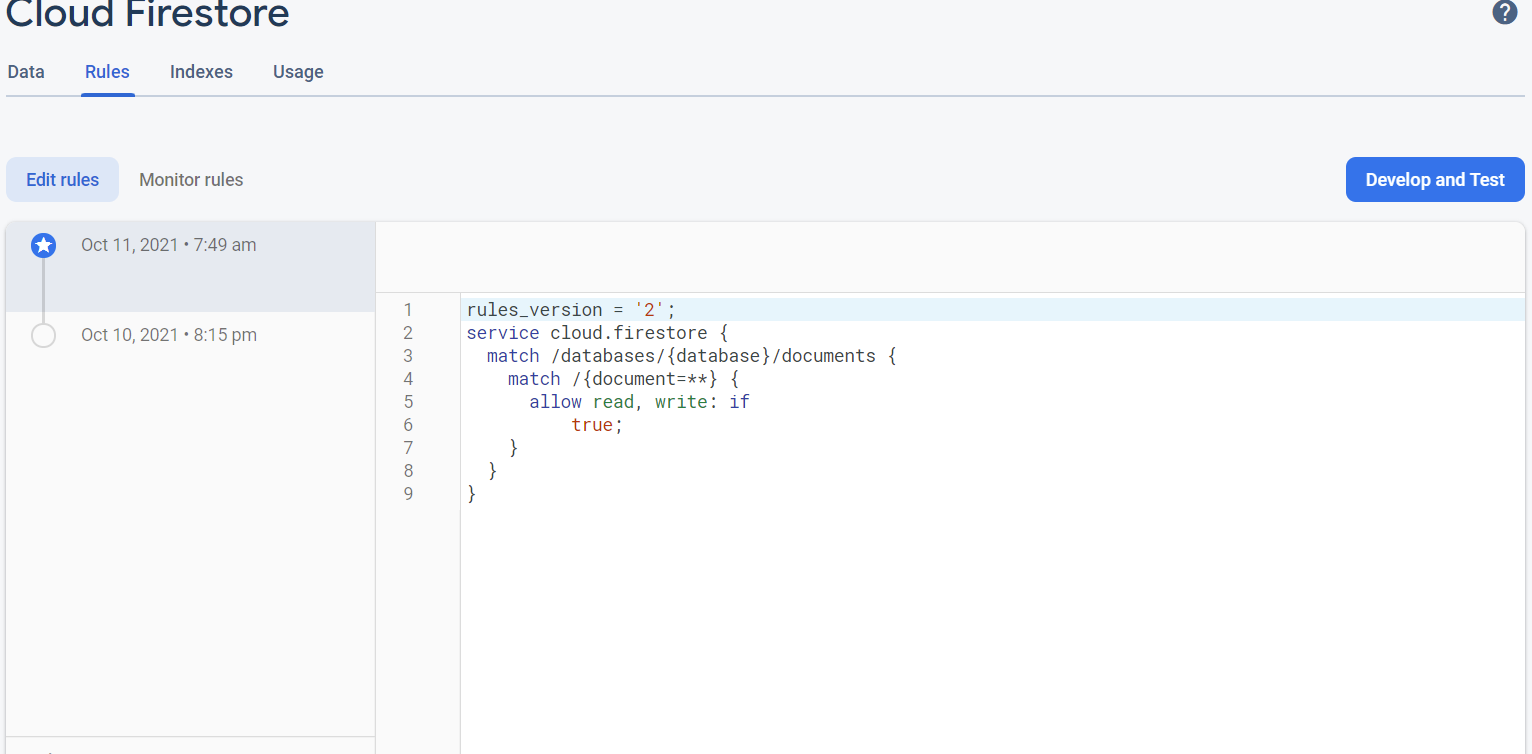 Cloud Firestore
?
Data Rules Indexes Usage
Edit rules Monitor rules
Develop and Test
Oct 11, 2021 • 7:49 am
Oct 10, 2021 • 8:15 pm
1 rules_version = '2';
2 service cloud.firestore {
3   match /databases/{database}/documents {
4     match /{document=**} {
5       allow read, write: if
6           true;
7     }
8   }
9 }